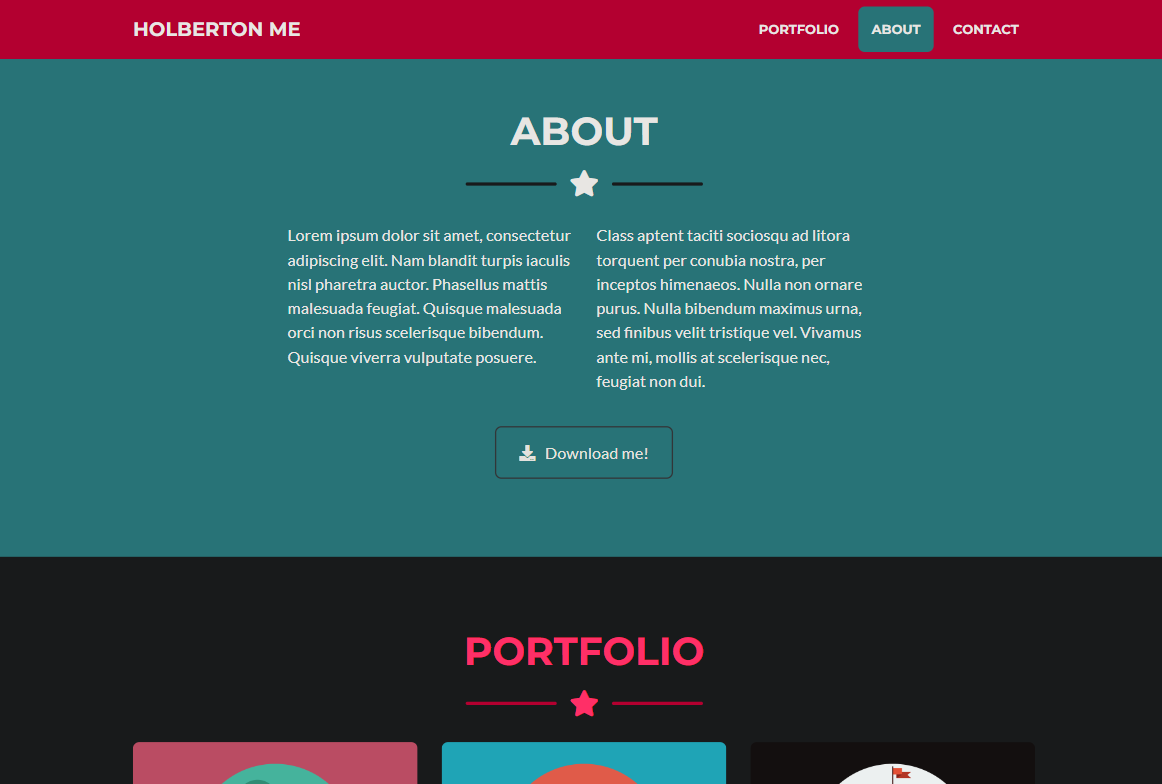 HOLBERTON ME
PORTFOLIO
ABOUT
CONTACT
ABOUT
Lorem ipsum dolor sit amet, consectetur
adipiscing elit. Nam blandit turpis iaculis
nisl pharetra auctor. Phasellus mattis
malesuada feugiat. Quisque malesuada
orci non risus scelerisque bibendum.
Quisque viverra vulputate posuere.
Class aptent taciti sociosqu ad litora
torquent per conubia nostra, per
inceptos himenaeos. Nulla non ornare
purus. Nulla bibendum maximus urna,
sed finibus velit tristique vel. Vivamus
ante mi, mollis at scelerisque nec,
feugiat non dui.
Download me!
PORTFOLIO